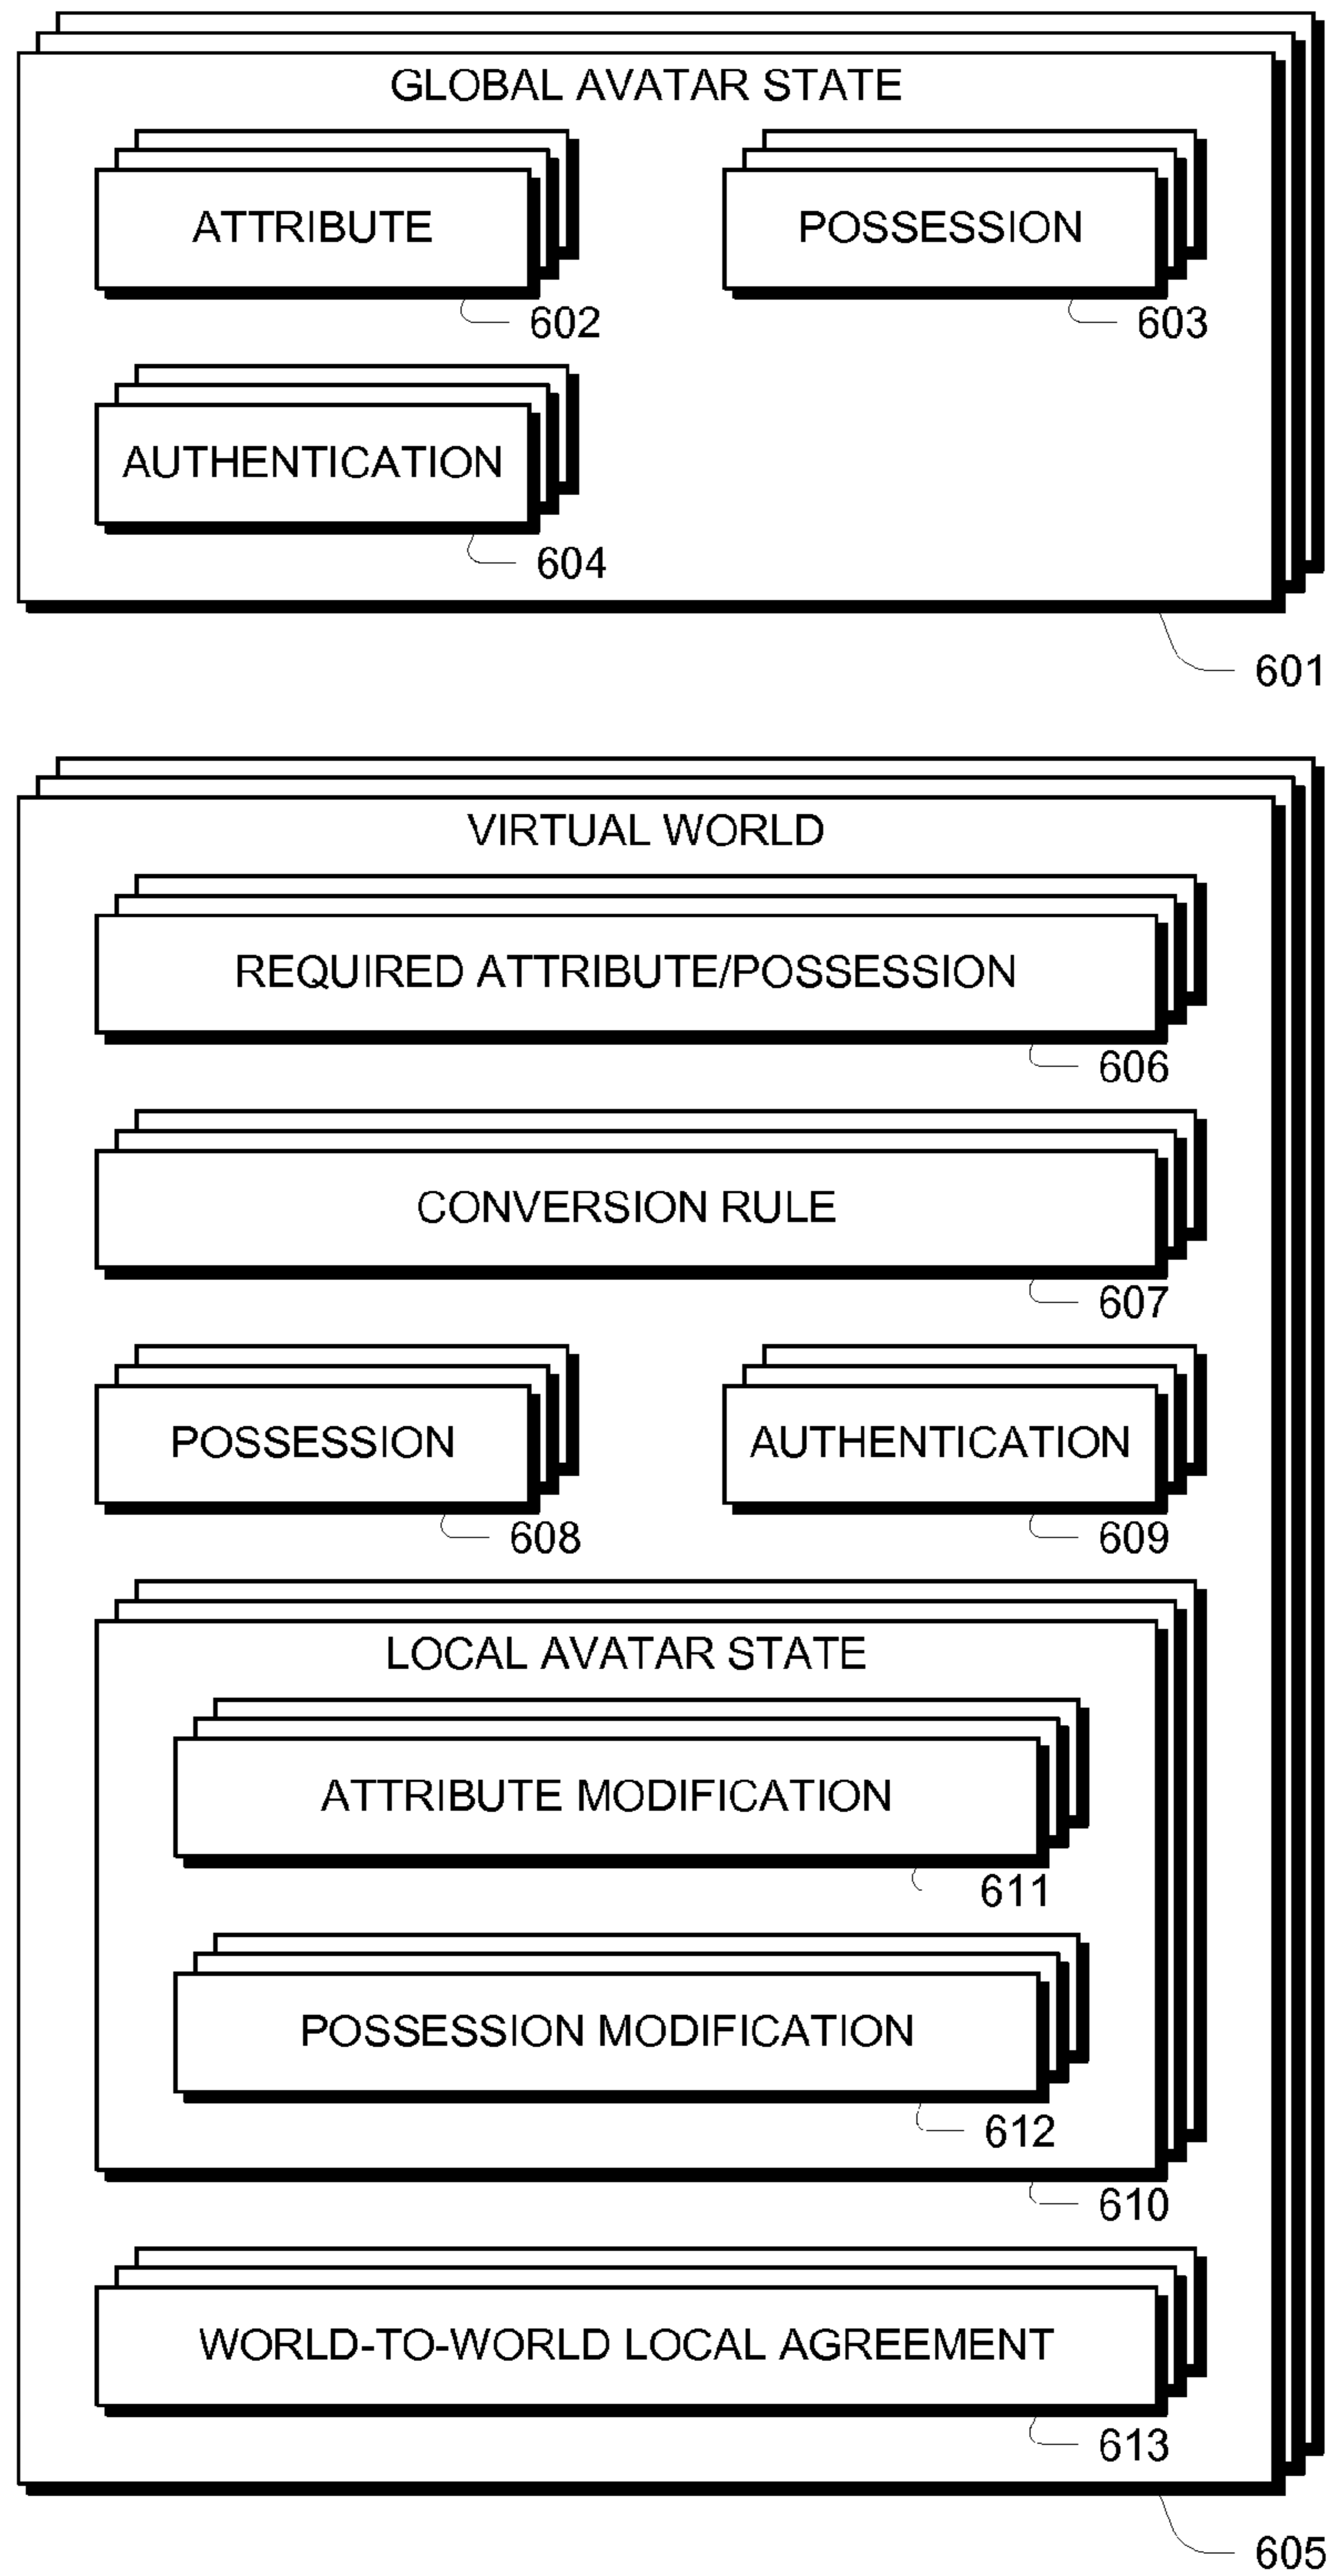 GLOBAL AVATAR STATE
ATTRIBUTE
POSSESSION
602
603
AUTHENTICATION
604
601
VIRTUAL WORLD
REQUIRED ATTRIBUTE/POSSESSION
606
CONVERSION RULE
607
POSSESSION
AUTHENTICATION
608
609
LOCAL AVATAR STATE
ATTRIBUTE MODIFICATION
611
POSSESSION MODIFICATION
612
610
WORLD-TO-WORLD LOCAL AGREEMENT
613
605